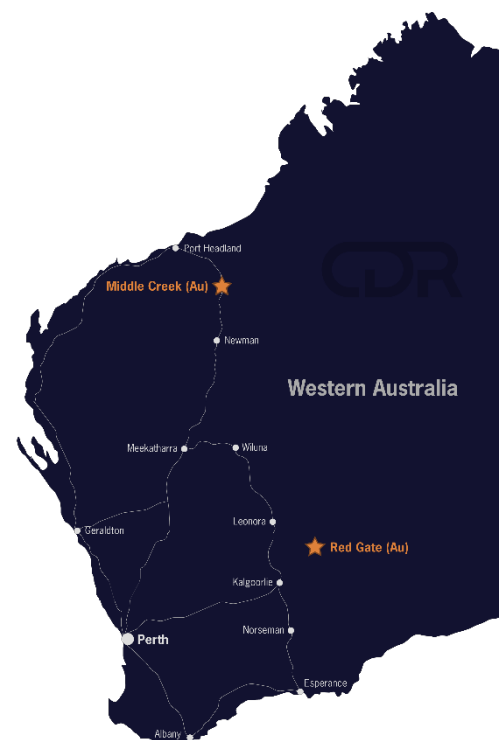 Port Headland
CDR
Middle Creek (Au)
Newman
Western Australia
Meekatharra
Wiluna
Leonora
Geraldton
Red Gate (Au)
Kalgoorlie
Norseman
Perth
Esperance
Albany